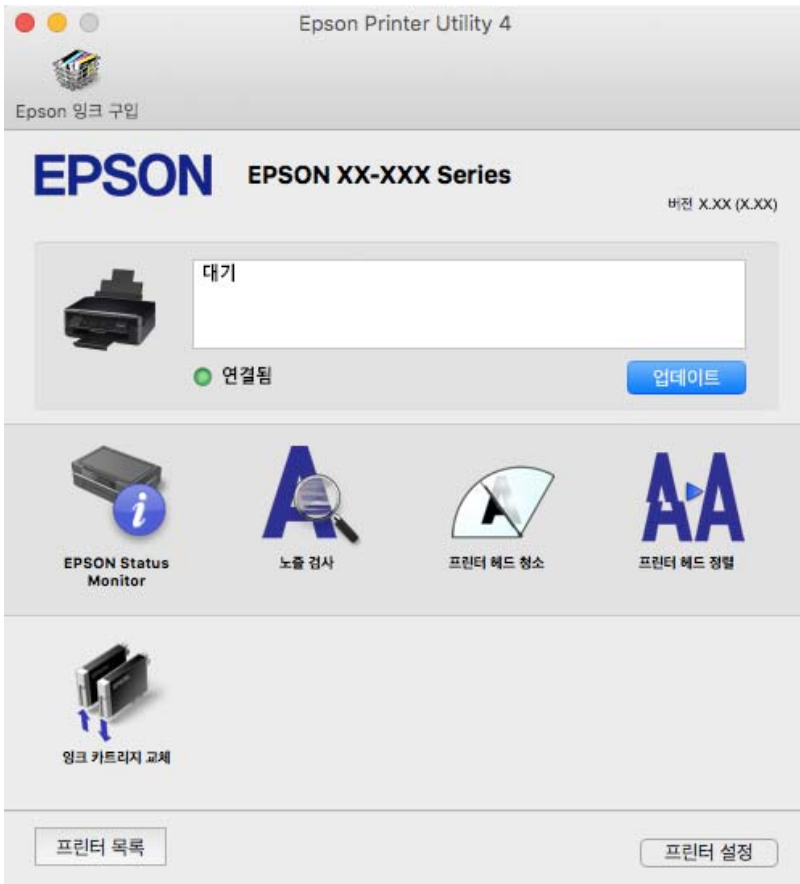 Epson Printer Utility 4
Epson 잉크 구입
EPSON
EPSON XX-XXX Series
버전 X.XX (X.XX)
대기
연결됨
업데이트
EPSON Status
Monitor
노즐 검사
프린터 헤드 청소
프린터 헤드 정렬
잉크 카트리지 교체
프린터 목록
프린터 설정